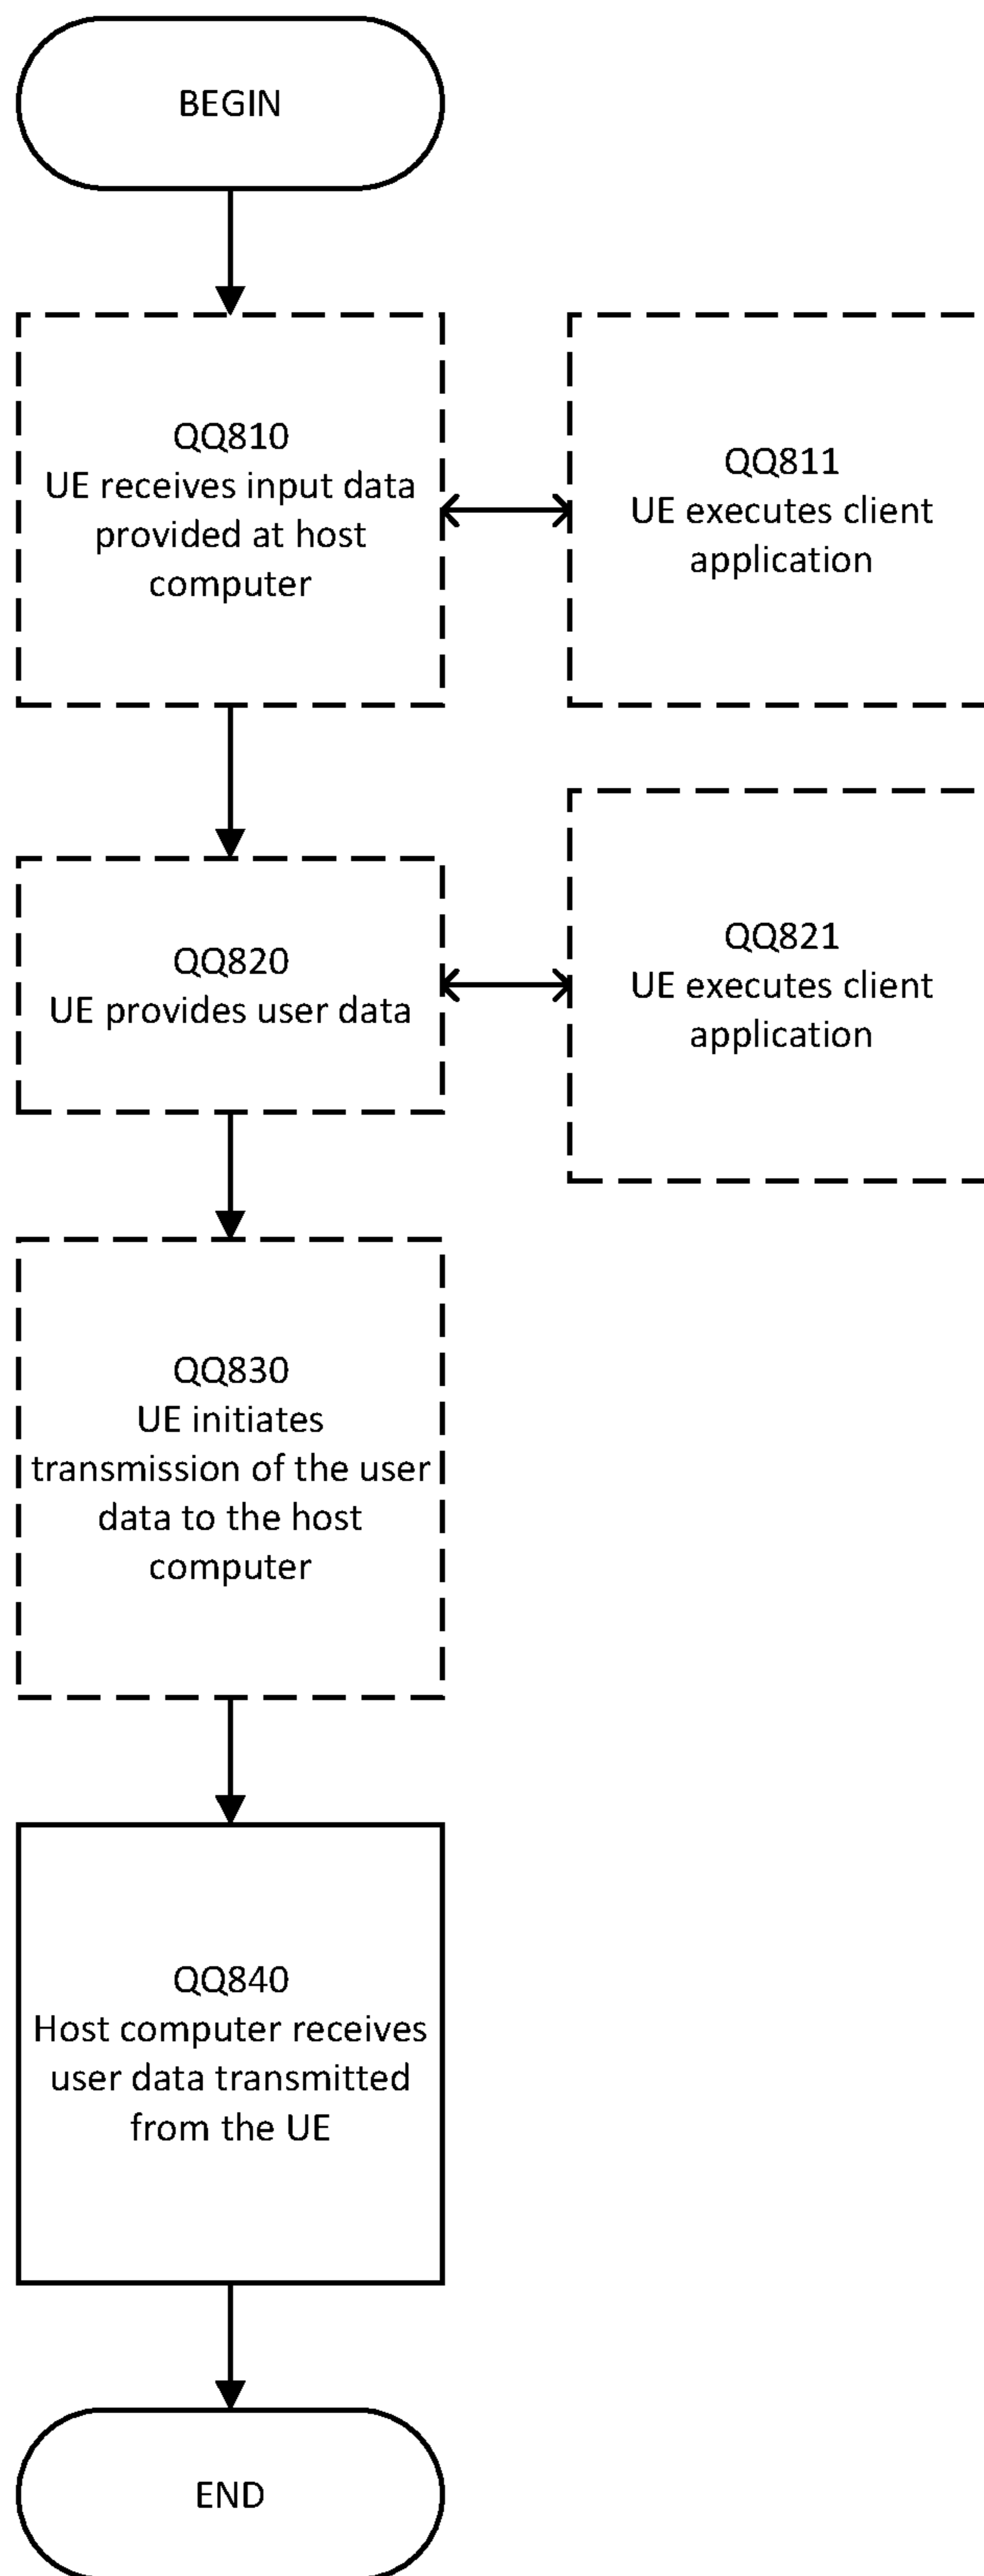 BEGIN
QQ810
UE receives input data
provided at host
computer
QQ811
UE executes client
application
QQ820
UE provides user data
QQ821
UE executes client
application
QQ830
UE initiates
transmission of the user
data to the host
computer
QQ840
Host computer receives
user data transmitted
from the UE
END